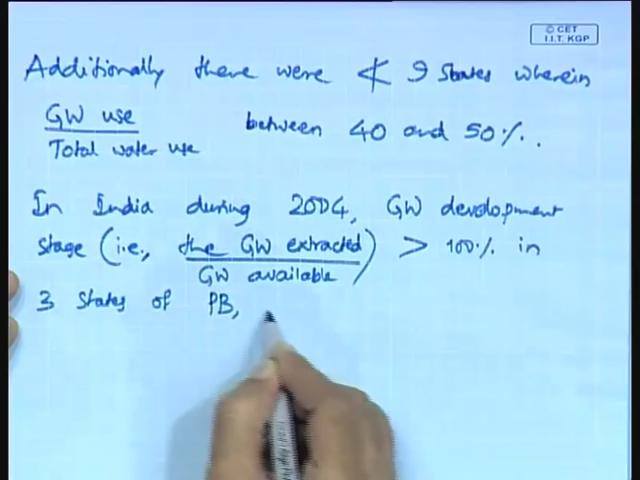 © CET
I.I.T. KGP
Additionally there were ≮ 9 States wherein
GW use
Total water use
between 40 and 50%.
In India during 2004, GW development
stage (i.e., the GW extracted) > 100% in
GW available
3 States of PB,